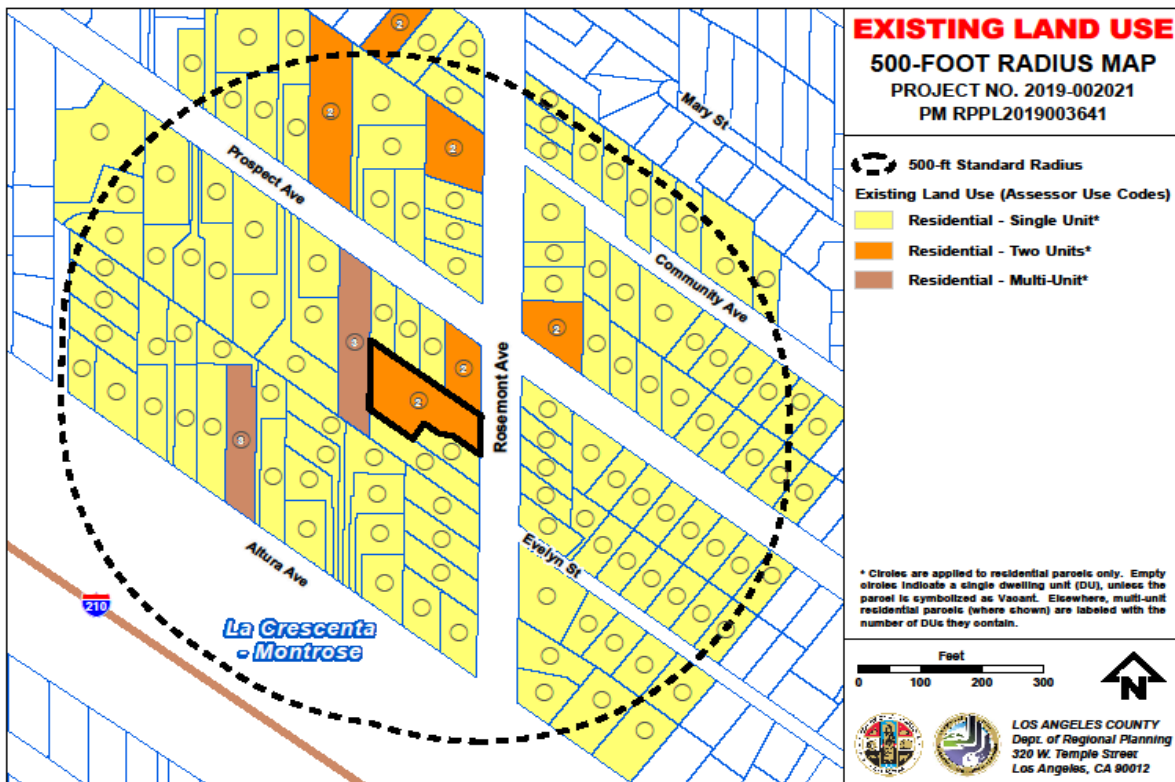 EXISTING LAND USE
500-FOOT RADIUS MAP
PROJECT NO. 2019-002021
PM RPPL2019003641
500-ft Standard Radius
Existing Land Use (Assessor Use Codes)
Residential - Single Unit*
Residential - Two Units*
Residential - Multi-Unit*
* Circles are applied to residential parcels only. Empty
circles indicate a single dwelling unit (DU), unless the
parcel is symbolized as Vacant. Elsewhere, multi-unit
residential parcels (where shown) are labeled with the
number of DUs they contain.
Feet
0 100 200 300
N
LOS ANGELES COUNTY
Dept. of Regional Planning
320 W. Temple Street
Los Angeles, CA 90012
2
2
2
Mary St
Prospect Ave
Community Ave
2
3
2
2
Rosemont Ave
3
Evelyn St
Altura Ave
210
La Crescenta
- Montrose